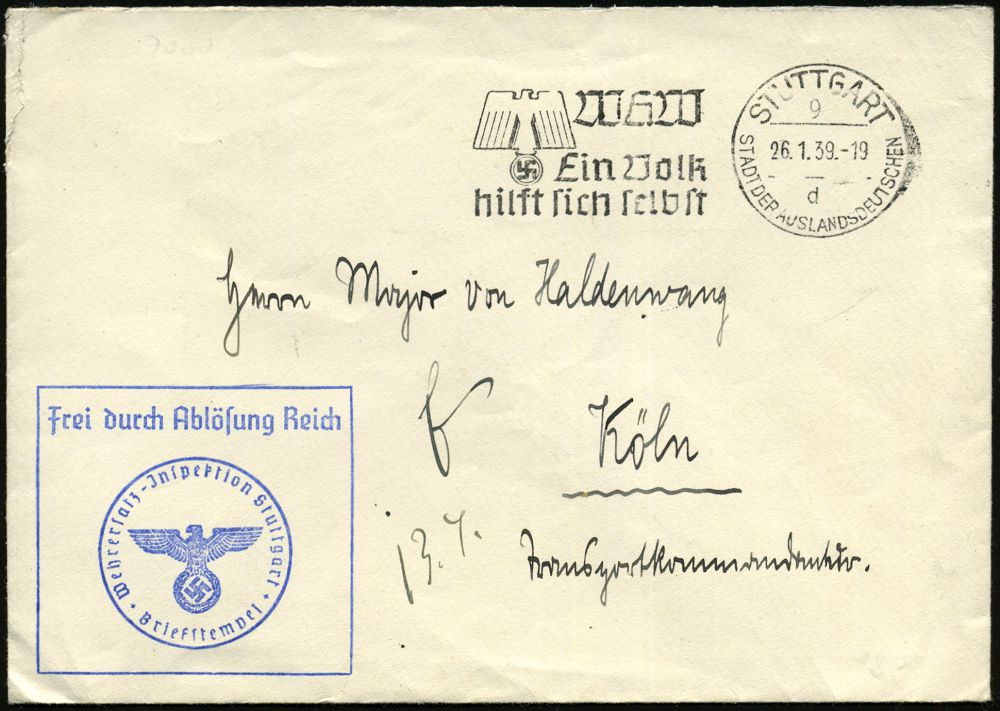 WHW
Ein Volk
hilft sich selbst
STUTTGART
9
26.1.39.-19
d
STADT DER AUSLANDSDEUTSCHEN
Herrn Major von Haldenwang
Köln
Transportkommandantur.
13.
Frei durch Ablösung Reich
Wehrersatz-Inspektion Stuttgart
Briefstempel